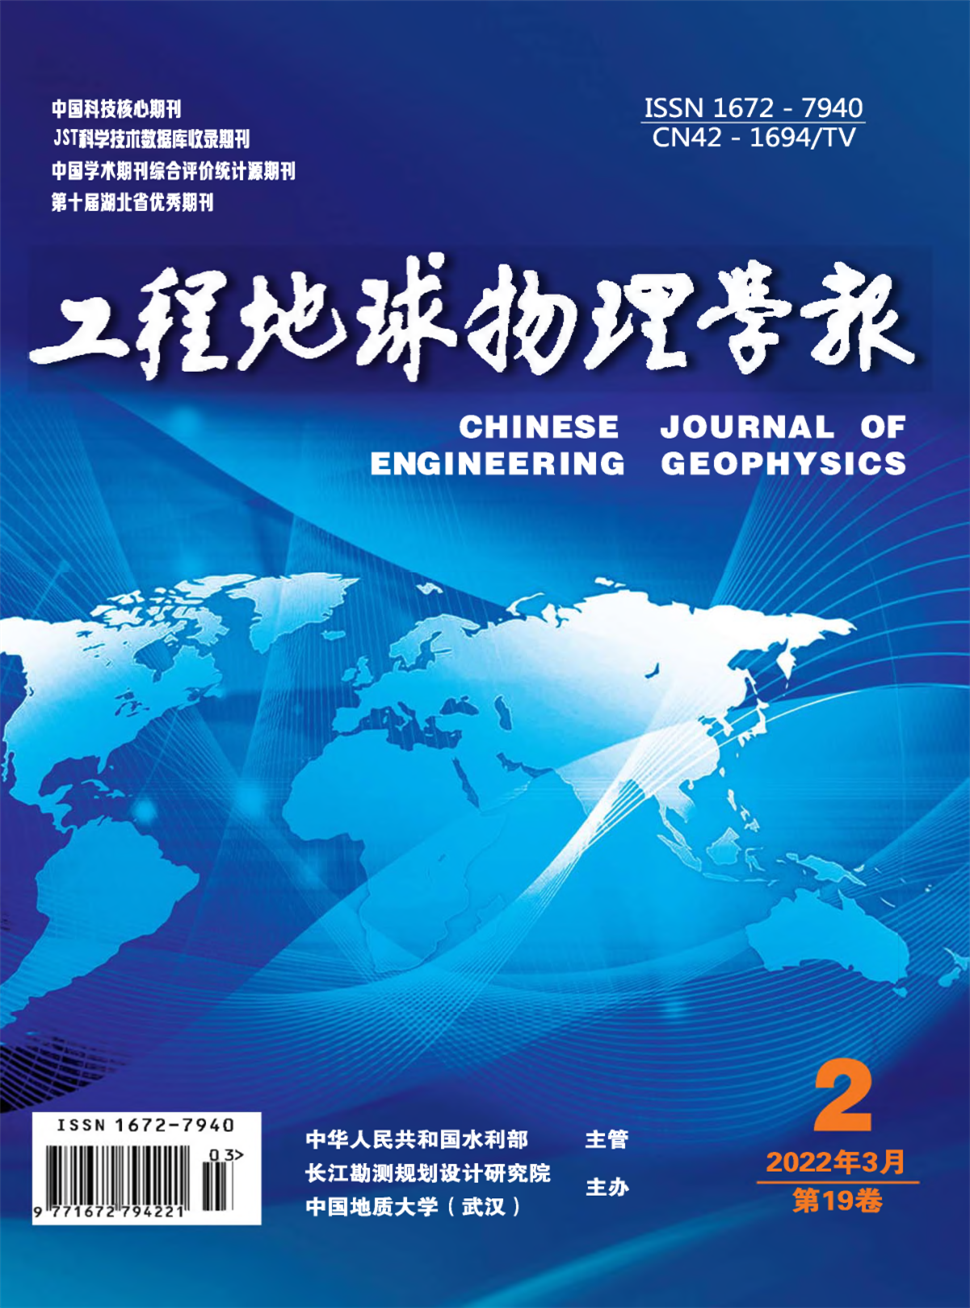 中国科技核心期刊
JST科学技术数据库收录期刊
中国学术期刊综合评价统计源期刊
第十届湖北省优秀期刊
ISSN 1672 - 7940
CN42 - 1694/TV
工程地球物理学報
CHINESE JOURNAL OF
ENGINEERING GEOPHYSICS
2
2022年3月
第19卷
ISSN 1672-7940
03>
9 771672 794221
中华人民共和国水利部 主管
长江勘测规划设计研究院
中国地质大学（武汉） 主办